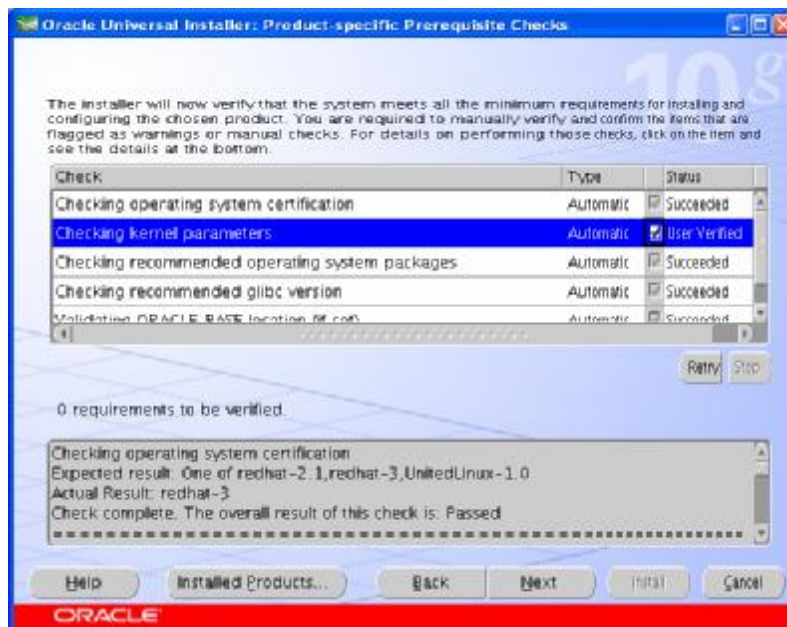 Oracle Universal Installer: Product-specific Prerequisite Checks
10g
The installer will now verify that the system meets all the minimum requirements for installing and
configuring the chosen product. You are required to manually verify and confirm the items that are
flagged as warnings or manual checks. For details on performing those checks, click on the item and
see the details at the bottom.
Check Type Status
Checking operating system certification Automatic Succeeded
Checking kernel parameters Automatic User Verified
Checking recommended operating system packages Automatic Succeeded
Checking recommended glibc version Automatic Succeeded
Validating ORACLE_BASE location (if set) Automatic Succeeded
Retry Stop
0 requirements to be verified.
Checking operating system certification
Expected result: One of redhat-2.1,redhat-3,UnitedLinux-1.0
Actual Result: redhat-3
Check complete. The overall result of this check is: Passed
Help Installed Products... Back Next Install Cancel
ORACLE